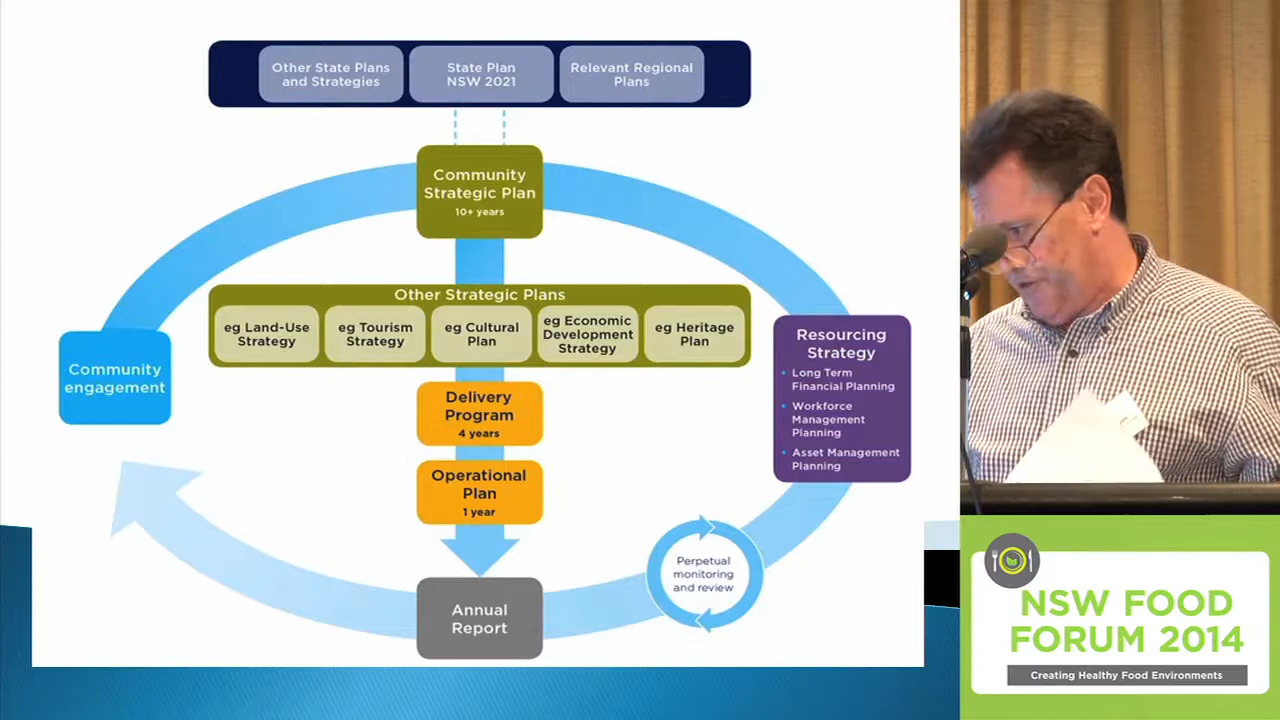 Other State Plans
and Strategies
State Plan
NSW 2021
Relevant Regional
Plans
Community
Strategic Plan
10+ years
Other Strategic Plans
eg Land-Use
Strategy
eg Tourism
Strategy
eg Cultural
Plan
eg Economic
Development
Strategy
eg Heritage
Plan
Community
engagement
Resourcing
Strategy
• Long Term
Financial Planning
• Workforce
Management
Planning
• Asset Management
Planning
Delivery
Program
4 years
Operational
Plan
1 year
Perpetual
monitoring
and review
Annual
Report
NSW FOOD
FORUM 2014
Creating Healthy Food Environments